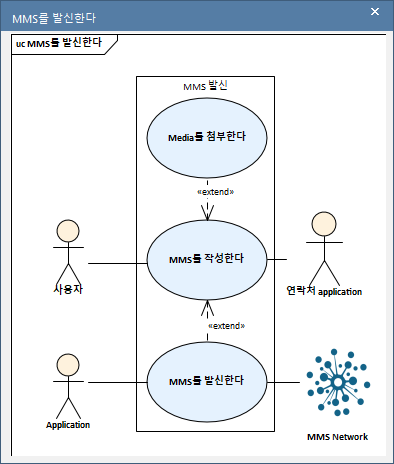 MMS를 발신한다
uc MMS를 발신한다
MMS 발신
Media를 첨부한다
«extend»
MMS를 작성한다
사용자
연락처 application
«extend»
MMS를 발신한다
Application
MMS Network